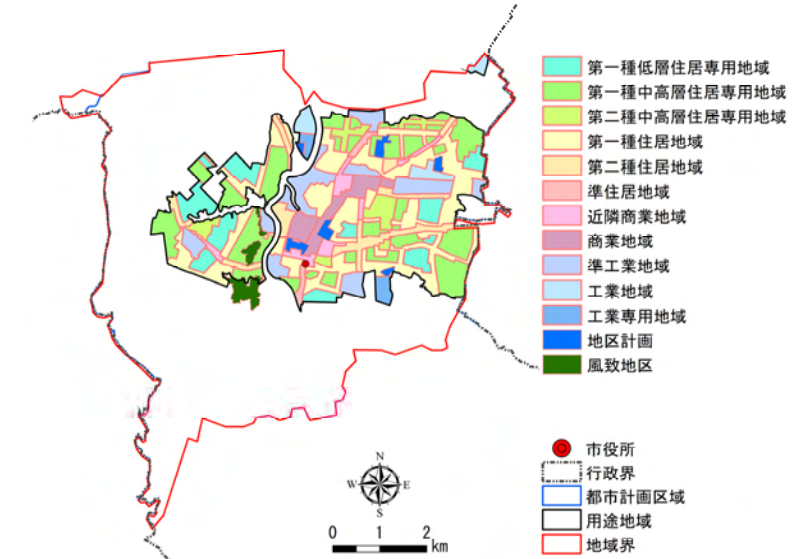 第一種低層住居専用地域
第一種中高層住居専用地域
第二種中高層住居専用地域
第一種住居地域
第二種住居地域
準住居地域
近隣商業地域
商業地域
準工業地域
工業地域
工業専用地域
地区計画
風致地区
市役所
行政界
都市計画区域
用途地域
地域界
N
W E
S
0 1 2
km